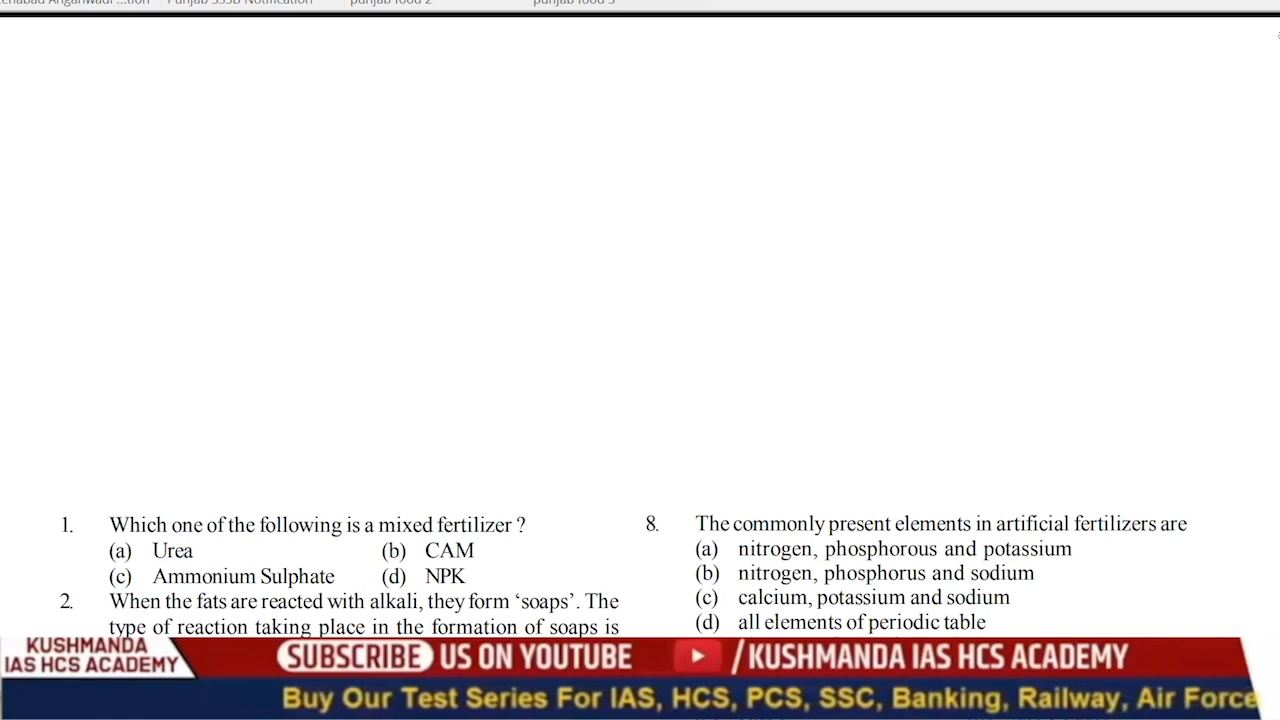 Punjab SSSB Notification
punjab food 2
punjab food 3
1. Which one of the following is a mixed fertilizer ?
(a) Urea (b) CAM
(c) Ammonium Sulphate (d) NPK
2. When the fats are reacted with alkali, they form ‘soaps’. The
type of reaction taking place in the formation of soaps is
8. The commonly present elements in artificial fertilizers are
(a) nitrogen, phosphorous and potassium
(b) nitrogen, phosphorus and sodium
(c) calcium, potassium and sodium
(d) all elements of periodic table
KUSHMANDA
IAS HCS ACADEMY
SUBSCRIBE US ON YOUTUBE /KUSHMANDA IAS HCS ACADEMY
Buy Our Test Series For IAS, HCS, PCS, SSC, Banking, Railway, Air Force